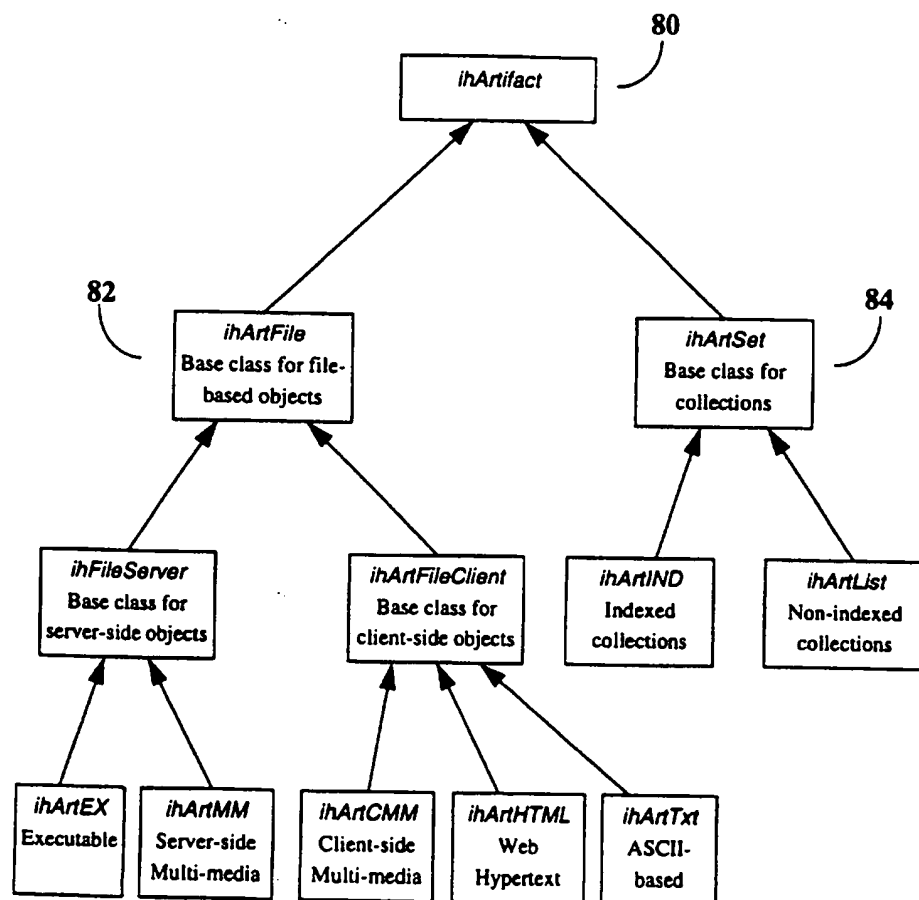 80
ihArtifact
82
ihArtFile
Base class for file-
based objects
84
ihArtSet
Base class for
collections
ihFileServer
Base class for
server-side objects
ihArtFileClient
Base class for
client-side objects
ihArtIND
Indexed
collections
ihArtList
Non-indexed
collections
ihArtEX
Executable
ihArtMM
Server-side
Multi-media
ihArtCMM
Client-side
Multi-media
ihArtHTML
Web
Hypertext
ihArtTxt
ASCII-
based